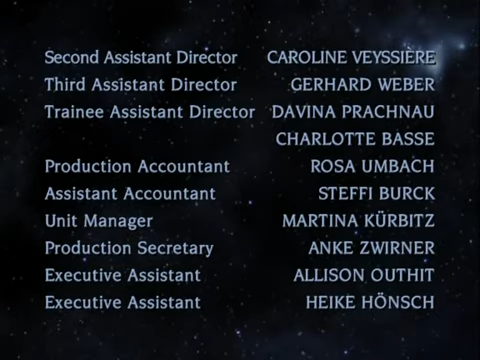 Second Assistant Director CAROLINE VEYSSIÈRE
Third Assistant Director GERHARD WEBER
Trainee Assistant Director DAVINA PRACHNAU
CHARLOTTE BASSE
Production Accountant ROSA UMBACH
Assistant Accountant STEFFI BURCK
Unit Manager MARTINA KÜRBITZ
Production Secretary ANKE ZWIRNER
Executive Assistant ALLISON OUTHIT
Executive Assistant HEIKE HÖNSCH